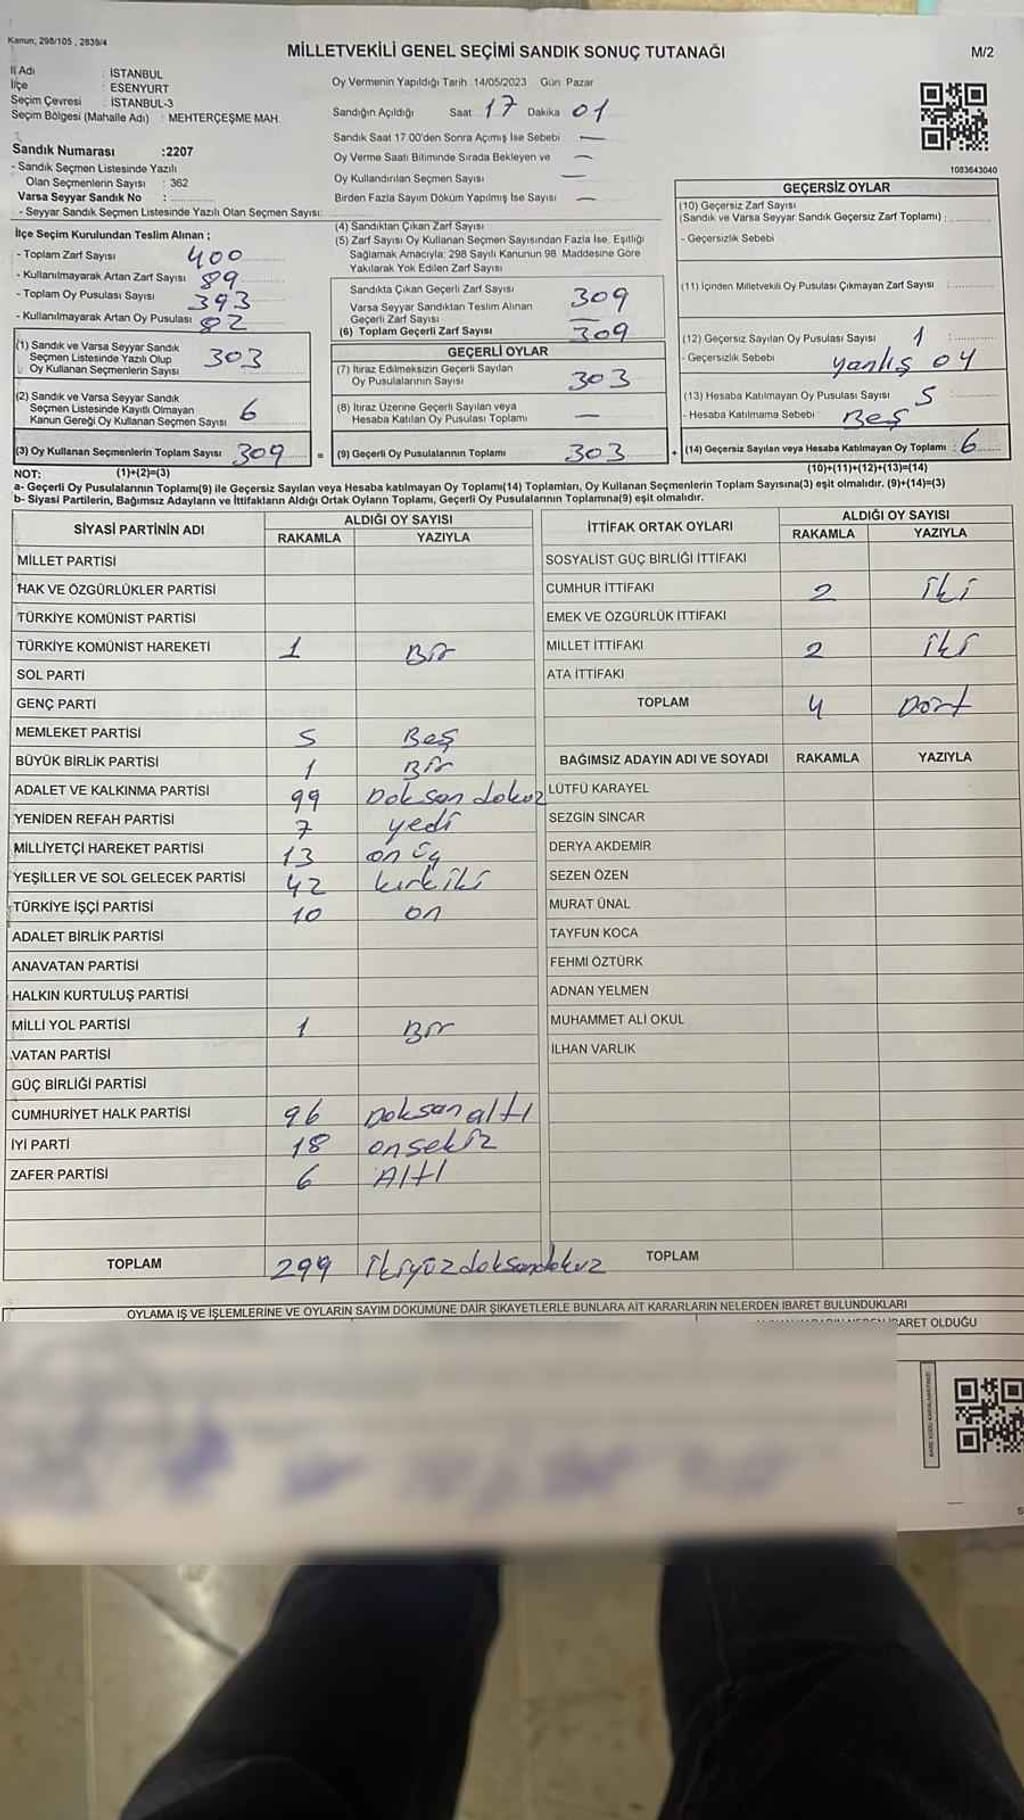 Kanun; 298/105 , 2839/4
MİLLETVEKİLİ GENEL SEÇİMİ SANDIK SONUÇ TUTANAĞI
M/2
İl Adı : İSTANBUL
İlçe : ESENYURT
Seçim Çevresi : İSTANBUL-3
Seçim Bölgesi (Mahalle Adı) : MEHTERÇEŞME MAH.
Sandık Numarası :2207
- Sandık Seçmen Listesinde Yazılı
Olan Seçmenlerin Sayısı : 362
Varsa Seyyar Sandık No :
- Seyyar Sandık Seçmen Listesinde Yazılı Olan Seçmen Sayısı:
Oy Vermenin Yapıldığı Tarih 14/05/2023 Gün Pazar
Sandığın Açıldığı Saat 17 Dakika 01
Sandık Saat 17.00'den Sonra Açımış İse Sebebi —
Oy Verme Saati Bitiminde Sırada Bekleyen ve —
Oy Kullandırılan Seçmen Sayısı —
Birden Fazla Sayım Döküm Yapılmış İse Sayısı —
1083643040
İlçe Seçim Kurulundan Teslim Alınan ;
- Toplam Zarf Sayısı 400
- Kullanılmayarak Artan Zarf Sayısı 89
- Toplam Oy Pusulası Sayısı 393
- Kullanılmayarak Artan Oy Pusulası 82
(1) Sandık ve Varsa Seyyar Sandık
Seçmen Listesinde Yazılı Olup
Oy Kullanan Seçmenlerin Sayısı 303
(2) Sandık ve Varsa Seyyar Sandık
Seçmen Listesinde Kayıtlı Olmayan
Kanun Gereği Oy Kullanan Seçmen Sayısı 6
(3) Oy Kullanan Seçmenlerin Toplam Sayısı 309 =
(4) Sandıktan Çıkan Zarf Sayısı
(5) Zarf Sayısı Oy Kullanan Seçmen Sayısından Fazla İse, Eşitliği
Sağlamak Amacıyla; 298 Sayılı Kanunun 98. Maddesine Göre
Yakılarak Yok Edilen Zarf Sayısı
Sandıkta Çıkan Geçerli Zarf Sayısı 309
Varsa Seyyar Sandıktan Teslim Alınan
Geçerli Zarf Sayısı —
(6) Toplam Geçerli Zarf Sayısı 309
GEÇERLİ OYLAR
(7) İtiraz Edilmeksizin Geçerli Sayılan
Oy Pusulalarının Sayısı 303
(8) İtiraz Üzerine Geçerli Sayılan veya
Hesaba Katılan Oy Pusulası Toplamı —
(9) Geçerli Oy Pusulalarının Toplamı 303 +
GEÇERSİZ OYLAR
(10) Geçersiz Zarf Sayısı
(Sandık ve Varsa Seyyar Sandık Geçersiz Zarf Toplamı) :
- Geçersizlik Sebebi
(11) İçinden Milletvekili Oy Pusulası Çıkmayan Zarf Sayısı
(12) Geçersiz Sayılan Oy Pusulası Sayısı 1
- Geçersizlik Sebebi : yanlış oy
(13) Hesaba Katılmayan Oy Pusulası Sayısı 5
- Hesaba Katılmama Sebebi : Beş
(14) Geçersiz Sayılan veya Hesaba Katılmayan Oy Toplamı : 6
NOT: (1)+(2)=(3)
(10)+(11)+(12)+(13)=(14)
a- Geçerli Oy Pusulalarının Toplamı(9) ile Geçersiz Sayılan veya Hesaba katılmayan Oy Toplamı(14) Toplamları, Oy Kullanan Seçmenlerin Toplam Sayısına(3) eşit olmalıdır. (9)+(14)=(3)
b- Siyasi Partilerin, Bağımsız Adayların ve İttifakların Aldığı Ortak Oyların Toplamı, Geçerli Oy Pusulalarının Toplamına(9) eşit olmalıdır.
SİYASİ PARTİNİN ADI ALDIĞI OY SAYISI
RAKAMLA YAZIYLA
MİLLET PARTİSİ
HAK VE ÖZGÜRLÜKLER PARTİSİ
TÜRKİYE KOMÜNİST PARTİSİ
TÜRKİYE KOMÜNİST HAREKETİ 1 Bir
SOL PARTİ
GENÇ PARTİ
MEMLEKET PARTİSİ 5 Beş
BÜYÜK BİRLİK PARTİSİ 1 Bir
ADALET VE KALKINMA PARTİSİ 99 Doksan dokuz
YENİDEN REFAH PARTİSİ 7 yedi
MİLLİYETÇİ HAREKET PARTİSİ 13 on üç
YEŞİLLER VE SOL GELECEK PARTİSİ 42 kırk iki
TÜRKİYE İŞÇİ PARTİSİ 10 on
ADALET BİRLİK PARTİSİ
ANAVATAN PARTİSİ
HALKIN KURTULUŞ PARTİSİ
MİLLİ YOL PARTİSİ 1 Bir
VATAN PARTİSİ
GÜÇ BİRLİĞİ PARTİSİ
CUMHURİYET HALK PARTİSİ 96 Doksan altı
İYİ PARTİ 18 onsekiz
ZAFER PARTİSİ 6 Altı
TOPLAM 299 ikiyüzdoksandokuz
İTTİFAK ORTAK OYLARI ALDIĞI OY SAYISI
RAKAMLA YAZIYLA
SOSYALİST GÜÇ BİRLİĞİ İTTİFAKI
CUMHUR İTTİFAKI 2 iki
EMEK VE ÖZGÜRLÜK İTTİFAKI
MİLLET İTTİFAKI 2 iki
ATA İTTİFAKI
TOPLAM 4 Dört
BAĞIMSIZ ADAYIN ADI VE SOYADI RAKAMLA YAZIYLA
LÜTFÜ KARAYEL
SEZGİN SİNCAR
DERYA AKDEMİR
SEZEN ÖZEN
MURAT ÜNAL
TAYFUN KOCA
FEHMİ ÖZTÜRK
ADNAN YELMEN
MUHAMMET ALİ OKUL
İLHAN VARLIK
TOPLAM
OYLAMA İŞ VE İŞLEMLERİNE VE OYLARIN SAYIM DÖKÜMÜNE DAİR ŞİKAYETLERLE BUNLARA AİT KARARLARIN NELERDEN İBARET BULUNDUKLARI
OLDUĞU